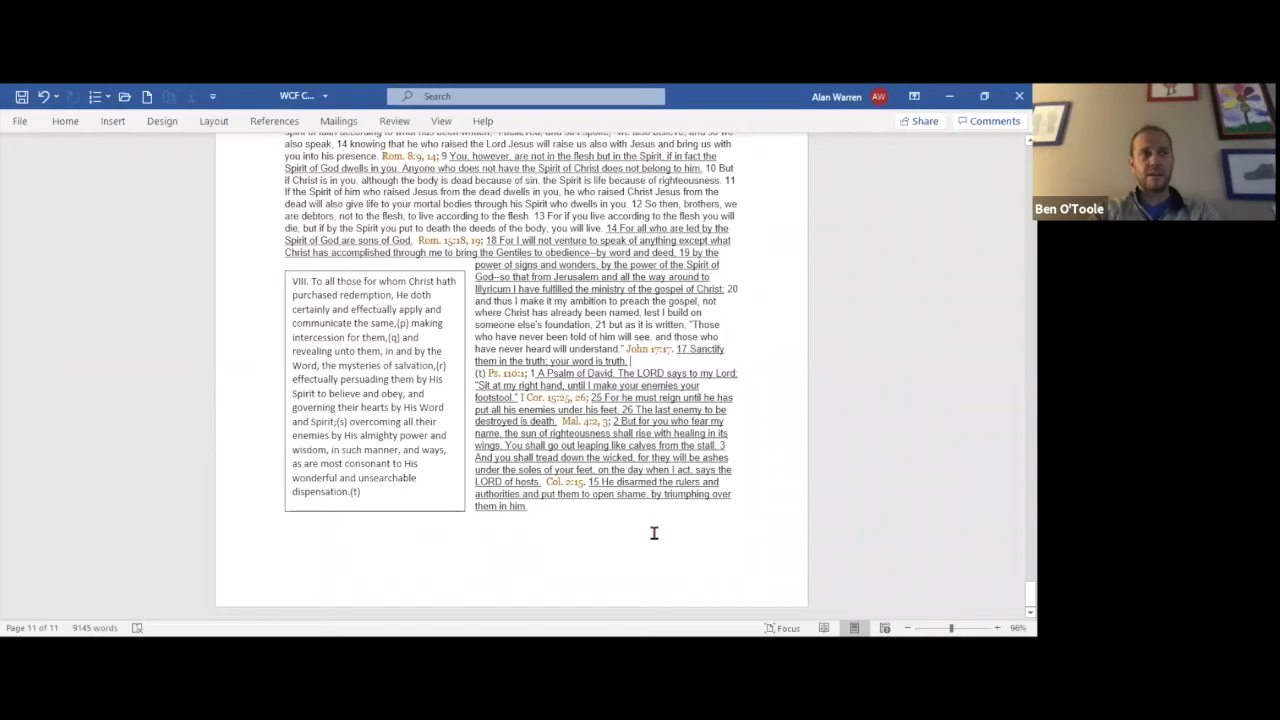 WCF C...
Search
Alan Warren
AW
File
Home
Insert
Design
Layout
References
Mailings
Review
View
Help
Share
Comments
Ben O'Toole
Spirit of faith according to what has been written, "I believed, and so I spoke," we also believe, and so we
also speak, 14 knowing that he who raised the Lord Jesus will raise us also with Jesus and bring us with
you into his presence. Rom. 8:9, 14; 9 You, however, are not in the flesh but in the Spirit, if in fact the
Spirit of God dwells in you. Anyone who does not have the Spirit of Christ does not belong to him. 10 But
if Christ is in you, although the body is dead because of sin, the Spirit is life because of righteousness. 11
If the Spirit of him who raised Jesus from the dead dwells in you, he who raised Christ Jesus from the
dead will also give life to your mortal bodies through his Spirit who dwells in you. 12 So then, brothers, we
are debtors, not to the flesh, to live according to the flesh. 13 For if you live according to the flesh you will
die, but if by the Spirit you put to death the deeds of the body, you will live. 14 For all who are led by the
Spirit of God are sons of God. Rom. 15:18, 19; 18 For I will not venture to speak of anything except what
Christ has accomplished through me to bring the Gentiles to obedience--by word and deed, 19 by the
power of signs and wonders, by the power of the Spirit of
God--so that from Jerusalem and all the way around to
Illyricum I have fulfilled the ministry of the gospel of Christ; 20
and thus I make it my ambition to preach the gospel, not
where Christ has already been named, lest I build on
someone else's foundation, 21 but as it is written, "Those
who have never been told of him will see, and those who
have never heard will understand." John 17:17. 17 Sanctify
them in the truth; your word is truth.
(t) Ps. 110:1; 1 A Psalm of David. The LORD says to my Lord:
"Sit at my right hand, until I make your enemies your
footstool." I Cor. 15:25, 26; 25 For he must reign until he has
put all his enemies under his feet. 26 The last enemy to be
destroyed is death. Mal. 4:2, 3; 2 But for you who fear my
name, the sun of righteousness shall rise with healing in its
wings. You shall go out leaping like calves from the stall. 3
And you shall tread down the wicked, for they will be ashes
under the soles of your feet, on the day when I act, says the
LORD of hosts. Col. 2:15. 15 He disarmed the rulers and
authorities and put them to open shame, by triumphing over
them in him.
VIII. To all those for whom Christ hath
purchased redemption, He doth
certainly and effectually apply and
communicate the same,(p) making
intercession for them,(q) and
revealing unto them, in and by the
Word, the mysteries of salvation,(r)
effectually persuading them by His
Spirit to believe and obey, and
governing their hearts by His Word
and Spirit;(s) overcoming all their
enemies by His almighty power and
wisdom, in such manner, and ways,
as are most consonant to His
wonderful and unsearchable
dispensation.(t)
Page 11 of 11
9145 words
Focus
96%